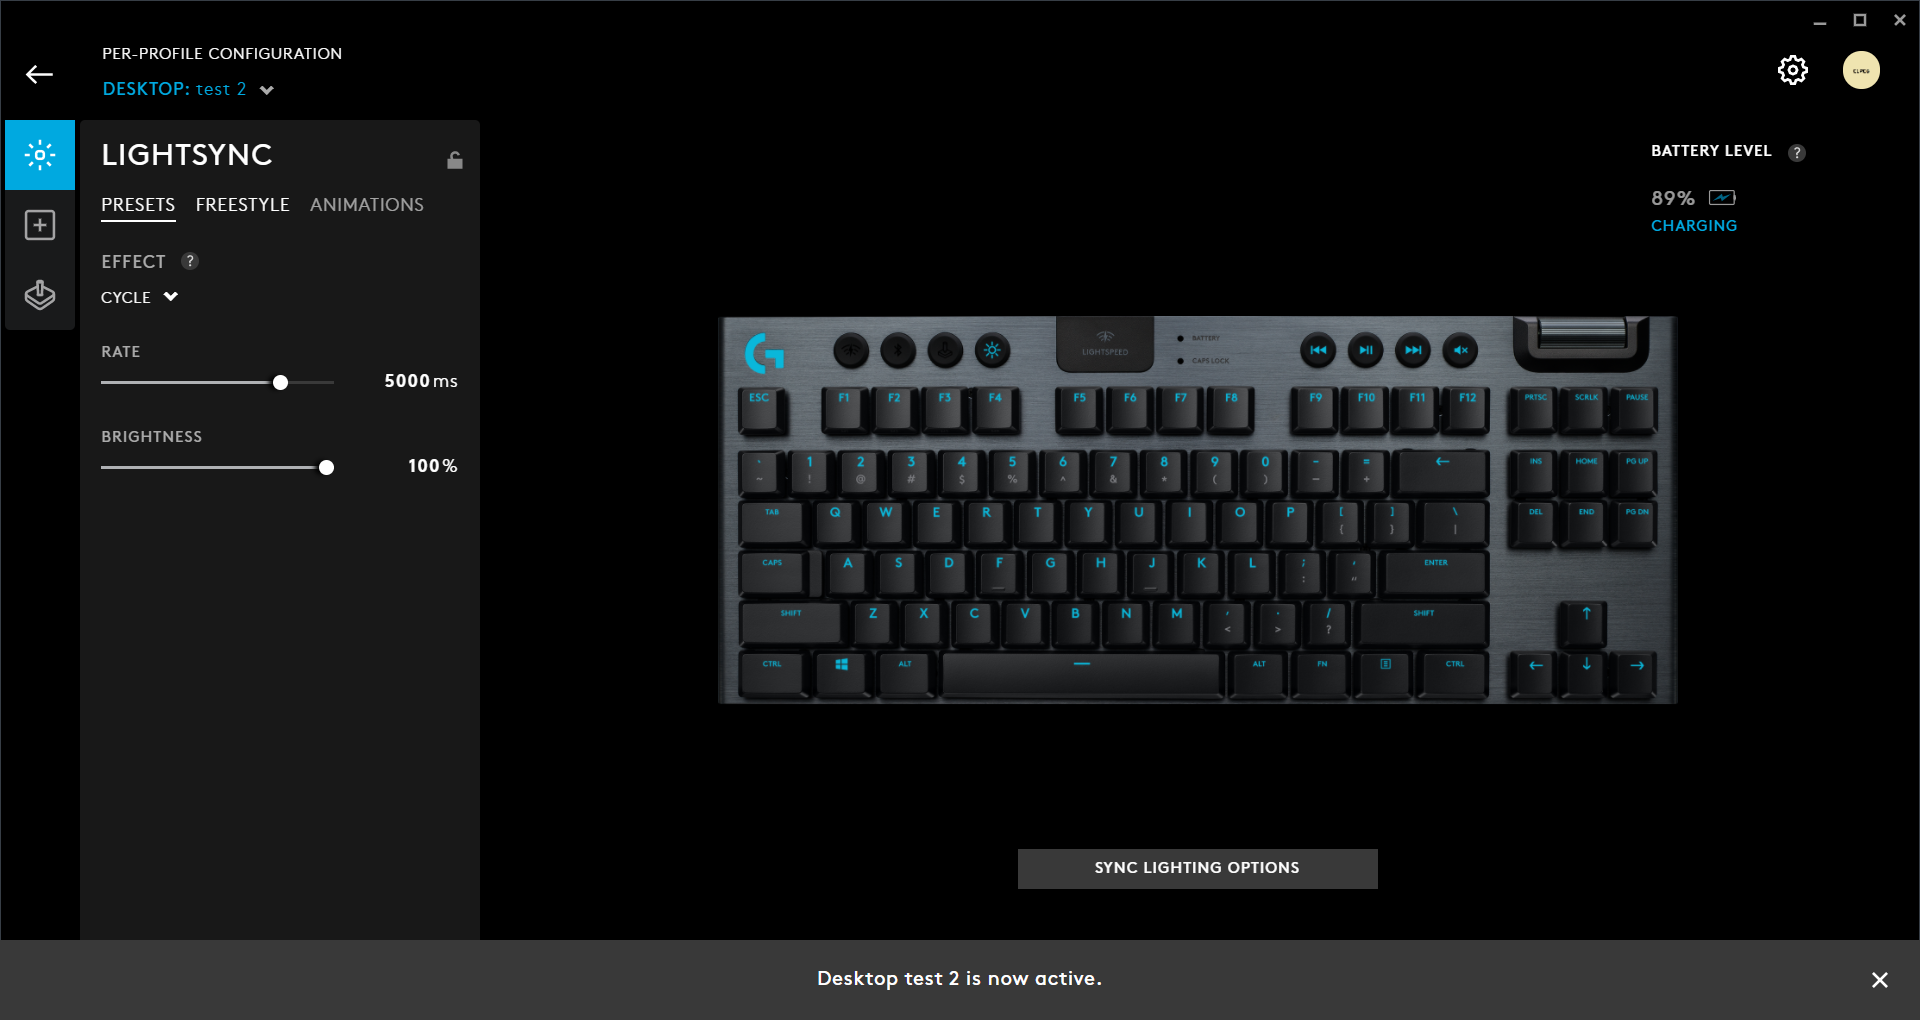 PER-PROFILE CONFIGURATION
DESKTOP: test 2
LIGHTSYNC
PRESETS FREESTYLE ANIMATIONS
EFFECT ?
CYCLE
RATE
5000 ms
BRIGHTNESS
100%
BATTERY LEVEL ?
89%
CHARGING
LIGHTSPEED
BATTERY
CAPS LOCK
ESC F1 F2 F3 F4 F5 F6 F7 F8 F9 F10 F11 F12 PRTSC SCRLK PAUSE
` 1 2 3 4 5 6 7 8 9 0 - = ← INS HOME PG UP
~ ! @ # $ % ^ & * ( ) — +
TAB Q W E R T Y U I O P [ ] \ DEL END PG DN
{ } |
CAPS A S D F G H J K L ; ' ENTER
: "
SHIFT Z X C V B N M , . / SHIFT ↑
< > ?
CTRL ALT ALT FN CTRL ← ↓ →
SYNC LIGHTING OPTIONS
Desktop test 2 is now active.